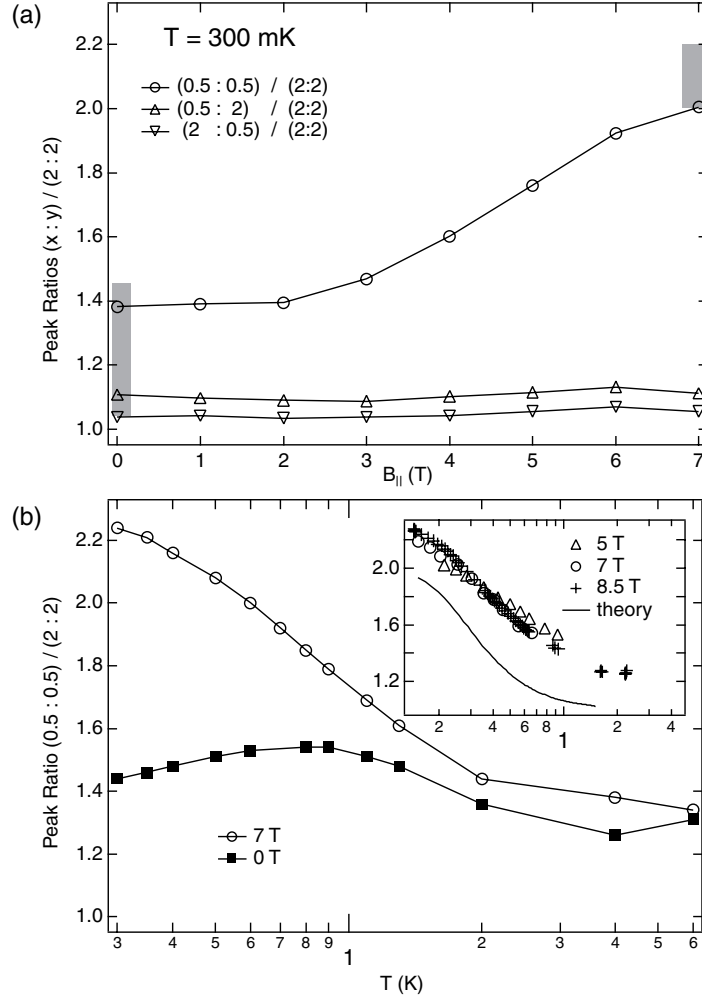 (a)
T = 300 mK
(0.5 : 0.5) / (2:2)
(0.5 : 2) / (2:2)
(2 : 0.5) / (2:2)
Peak Ratios (x : y) / (2 : 2)
2.2
2.0
1.8
1.6
1.4
1.2
1.0
0 1 2 3 4 5 6 7
B|| (T)
(b)
Peak Ratio (0.5 : 0.5) / (2 : 2)
2.2
2.0
1.8
1.6
1.4
1.2
1.0
7 T
0 T
5 T
7 T
8.5 T
theory
2.0
1.6
1.2
2 4 6 8 1 2 4
3 4 5 6 7 8 9 1 2 3 4 5 6
T (K)